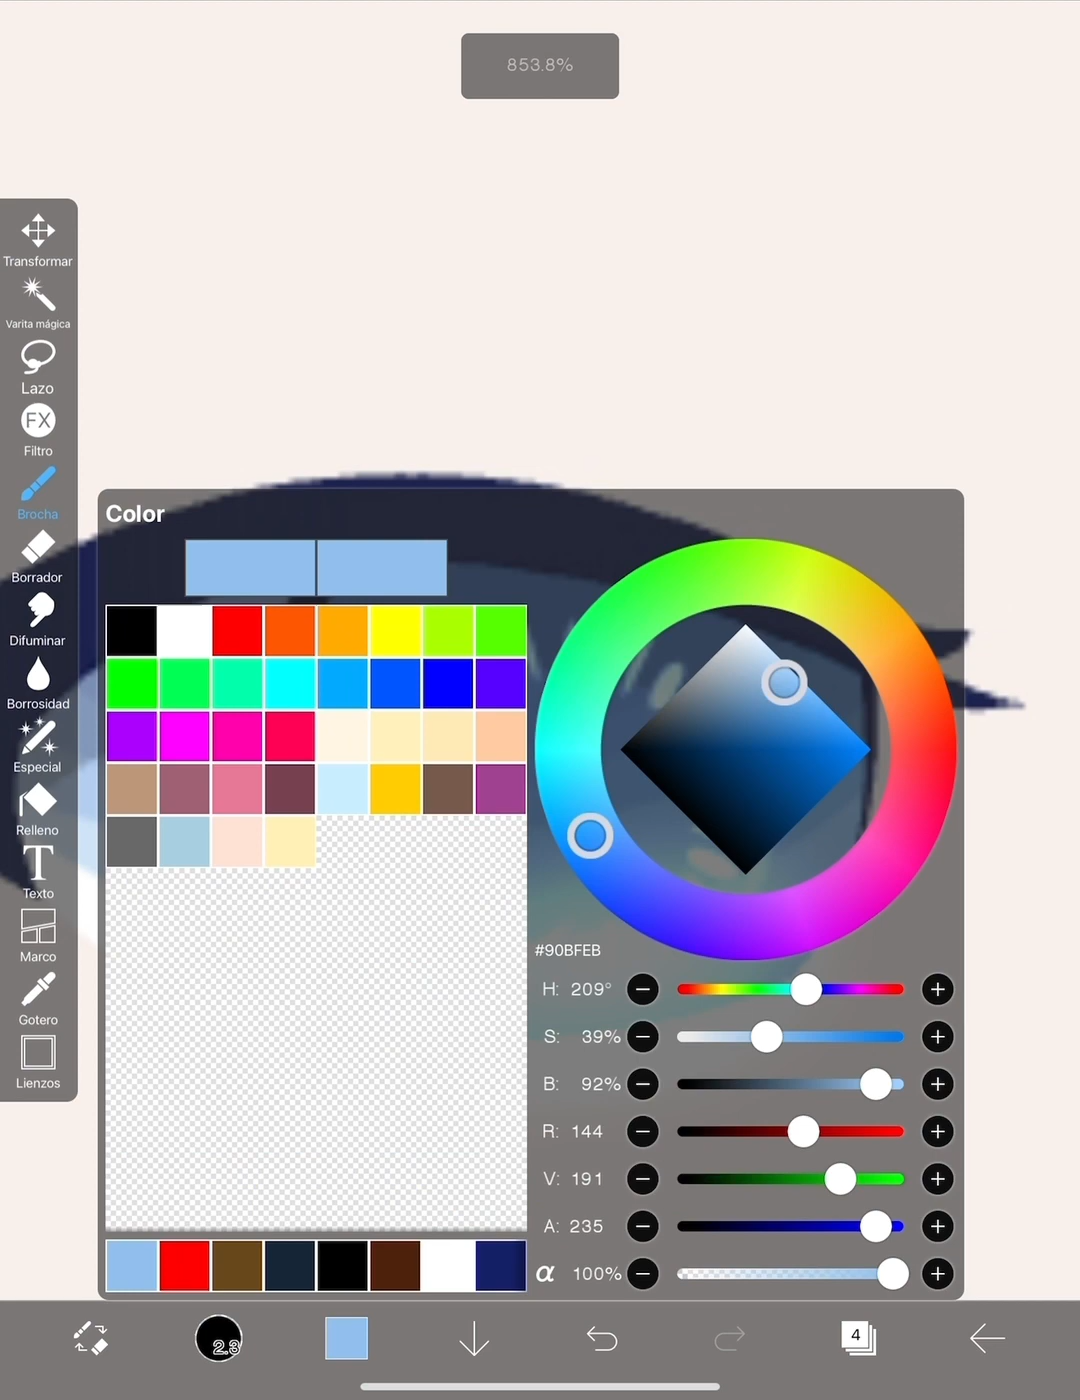 853.8%
Transformar
Varita mágica
Lazo
FX
Filtro
Brocha
Borrador
Difuminar
Borrosidad
Especial
Relleno
T
Texto
Marco
Gotero
Lienzos
Color
#90BFEB
H: 209°
S: 39%
B: 92%
R: 144
V: 191
A: 235
α 100%
2.3
4